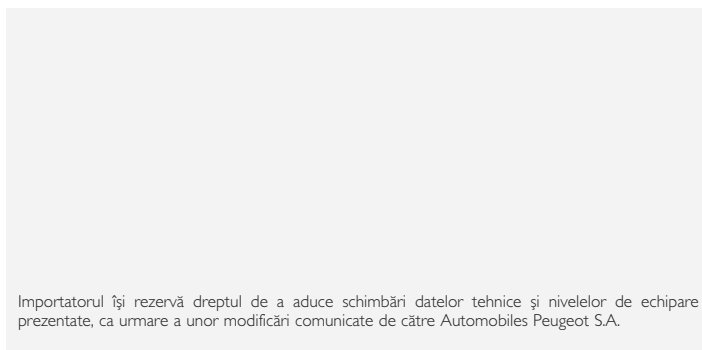 Importatorul îşi rezervă dreptul de a aduce schimbări datelor tehnice şi nivelelor de echipare
prezentate, ca urmare a unor modificări comunicate de către Automobiles Peugeot S.A.